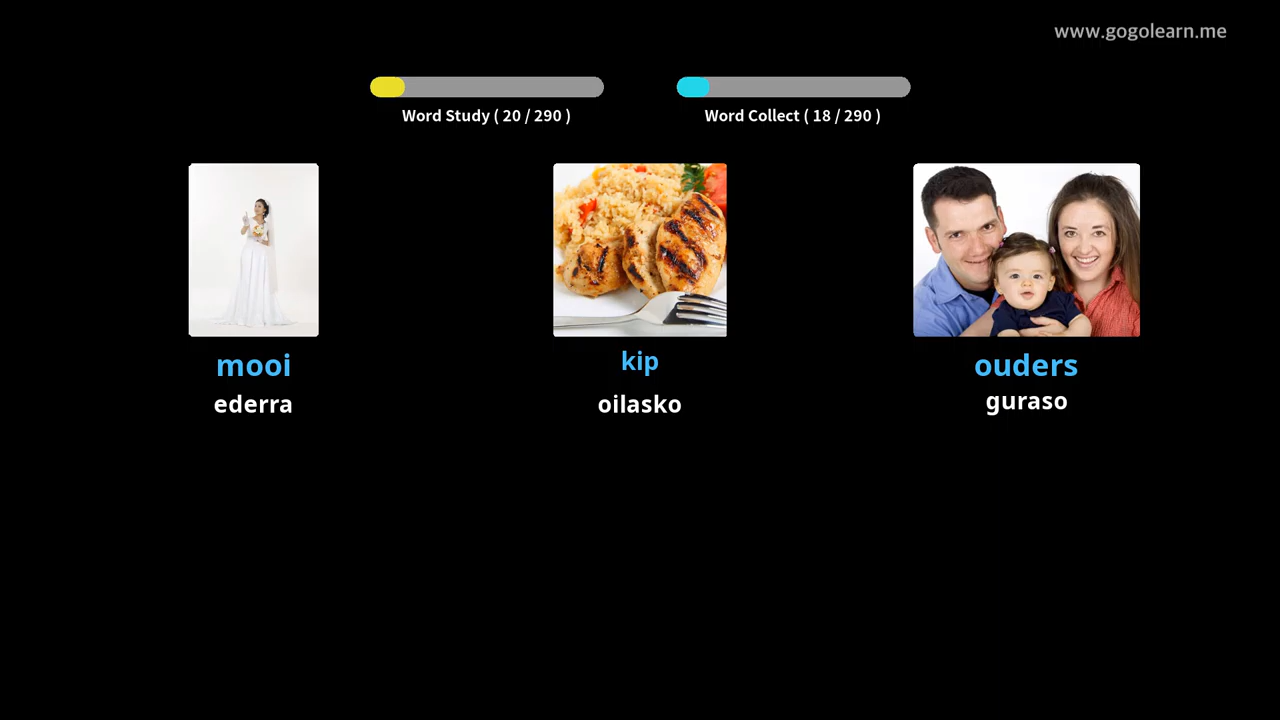 www.gogolearn.me
Word Study ( 20 / 290 )
Word Collect ( 18 / 290 )
mooi
ederra
kip
oilasko
ouders
guraso